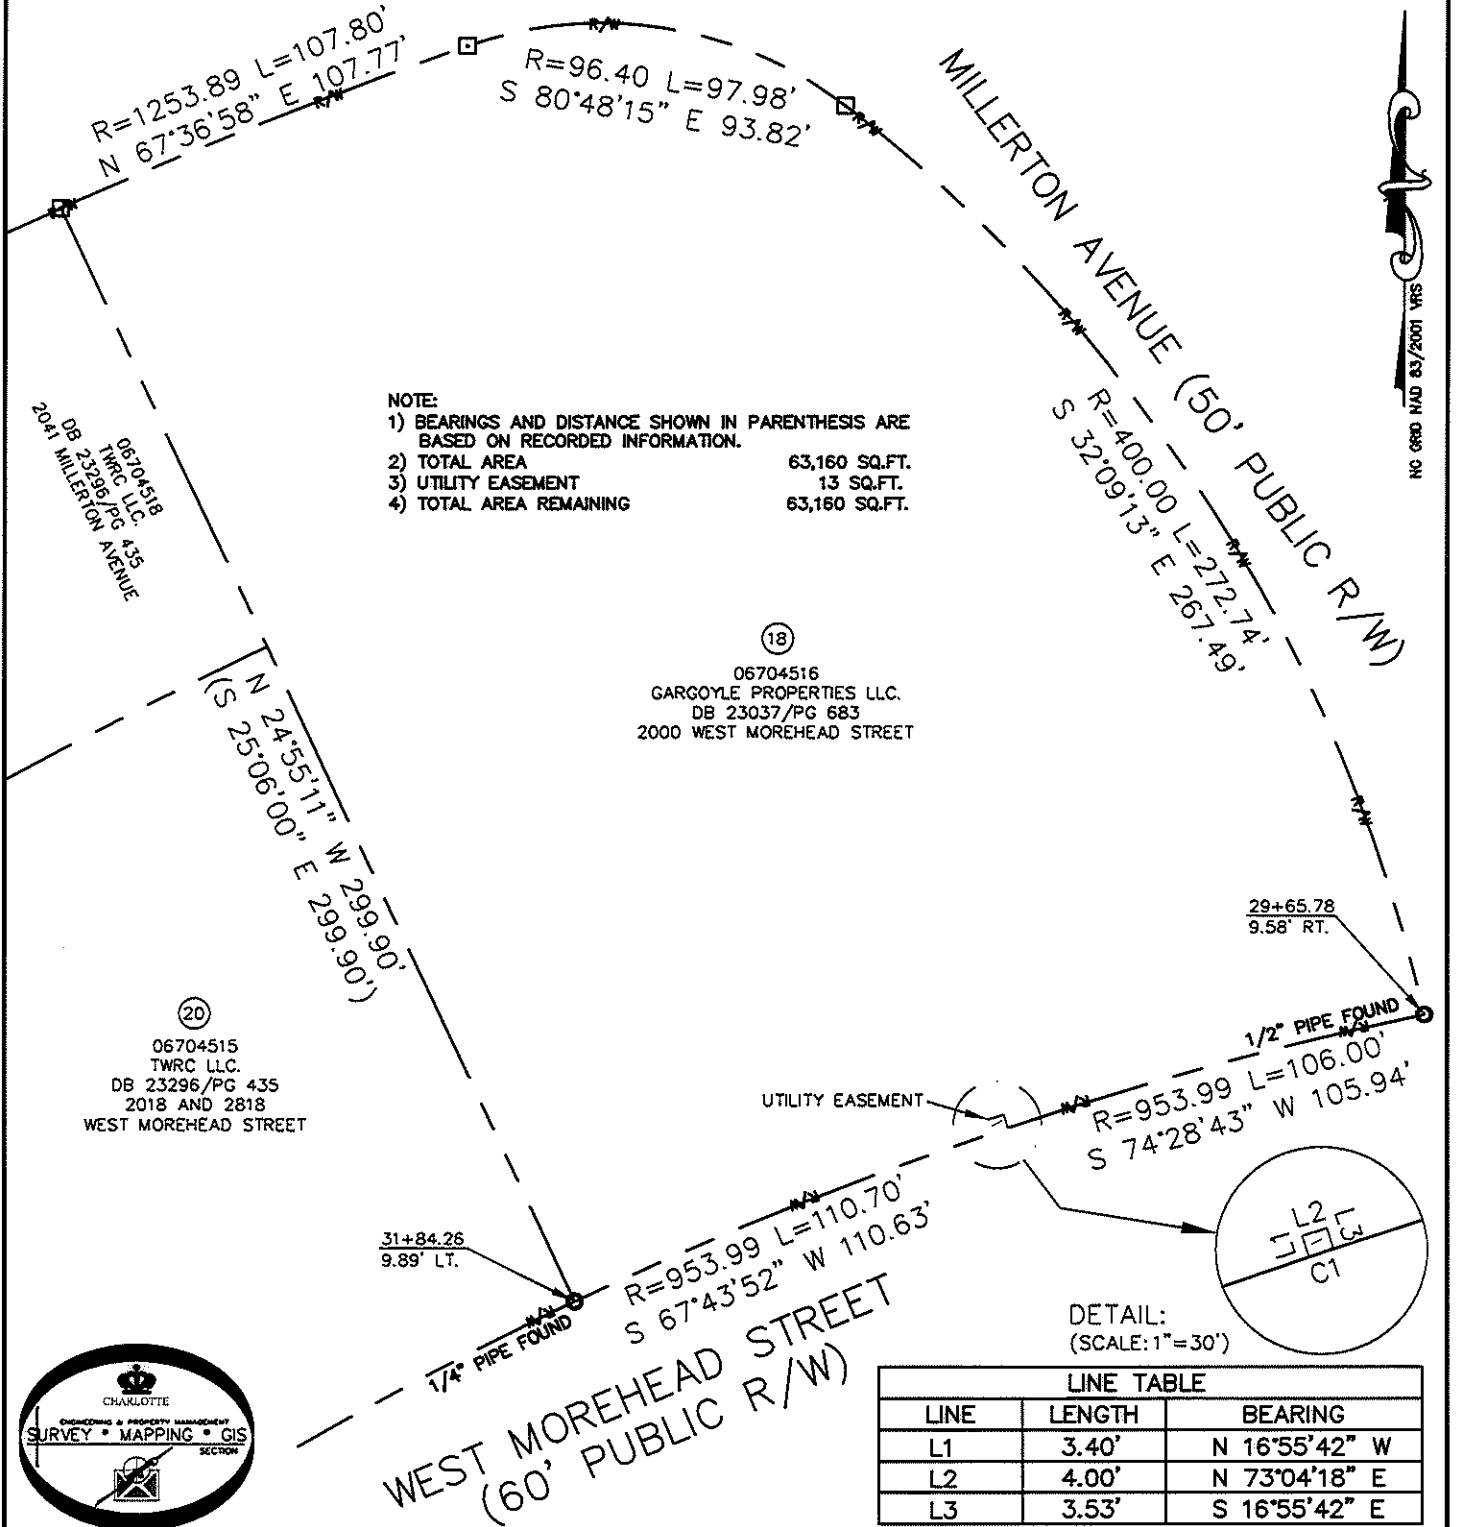 R=1253.89 L=107.80'
N 67°36'58" E 107.77'
R/W
R/W
R/W
R=96.40 L=97.98'
S 80°48'15" E 93.82'
R/W
MILLERTON AVENUE (50' PUBLIC R/W)
NC GRID NAD 83/2001 VRS
R/W
R=400.00 L=272.74'
S 32°09'13" E 267.49'
R/W
R/W
06704518
TWRC LLC.
DB 23296/PG 435
2041 MILLERTON AVENUE
NOTE:
1) BEARINGS AND DISTANCE SHOWN IN PARENTHESIS ARE
BASED ON RECORDED INFORMATION.
2) TOTAL AREA 63,160 SQ.FT.
3) UTILITY EASEMENT 13 SQ.FT.
4) TOTAL AREA REMAINING 63,160 SQ.FT.
18
06704516
GARGOYLE PROPERTIES LLC.
DB 23037/PG 683
2000 WEST MOREHEAD STREET
N 24°55'11" W 299.90'
(S 25°06'00" E 299.90')
29+65.78
9.58' RT.
1/2" PIPE FOUND
R/W
20
06704515
TWRC LLC.
DB 23296/PG 435
2018 AND 2818
WEST MOREHEAD STREET
UTILITY EASEMENT
R/W
R=953.99 L=106.00'
S 74°28'43" W 105.94'
R/W
31+84.26
9.89' LT.
R=953.99 L=110.70'
S 67°43'52" W 110.63'
R/W
1/4" PIPE FOUND
WEST MOREHEAD STREET
(60' PUBLIC R/W)
L2
L1
L3
C1
DETAIL:
(SCALE: 1"=30')
CHARLOTTE
ENGINEERING & PROPERTY MANAGEMENT
SURVEY • MAPPING • GIS
SECTION
LINE TABLE
LINE LENGTH BEARING
L1 3.40' N 16°55'42" W
L2 4.00' N 73°04'18" E
L3 3.53' S 16°55'42" E